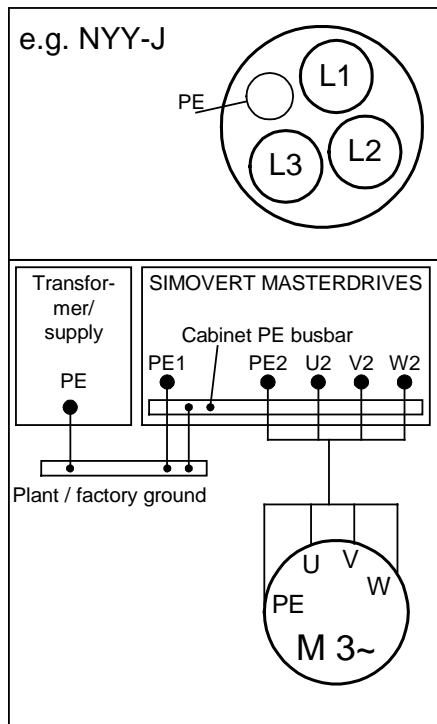 e.g. NYY-J
L1
PE
L2
L3
Transfor-
mer/
supply
SIMOVERT MASTERDRIVES
Cabinet PE busbar
PE
PE1
PE2
U2
V2
W2
Plant / factory ground
U
V
W
PE
M 3~